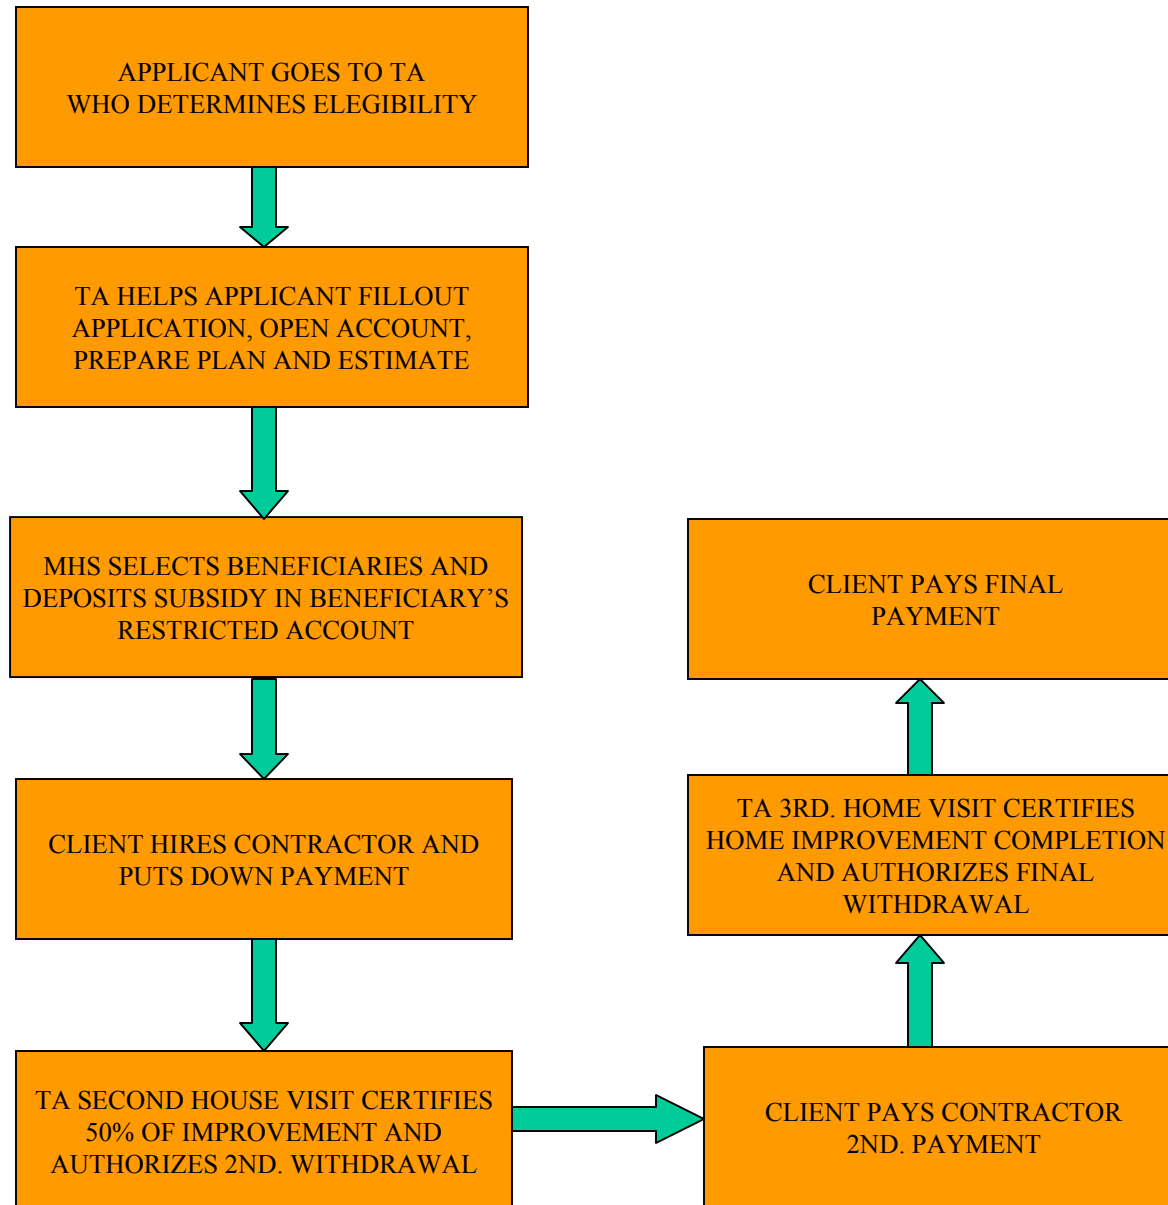 APPLICANT GOES TO TA
WHO DETERMINES ELEGIBILITY
TA HELPS APPLICANT FILLOUT
APPLICATION, OPEN ACCOUNT,
PREPARE PLAN AND ESTIMATE
MHS SELECTS BENEFICIARIES AND
DEPOSITS SUBSIDY IN BENEFICIARY’S
RESTRICTED ACCOUNT
CLIENT HIRES CONTRACTOR AND
PUTS DOWN PAYMENT
TA SECOND HOUSE VISIT CERTIFIES
50% OF IMPROVEMENT AND
AUTHORIZES 2ND. WITHDRAWAL
CLIENT PAYS CONTRACTOR
2ND. PAYMENT
TA 3RD. HOME VISIT CERTIFIES
HOME IMPROVEMENT COMPLETION
AND AUTHORIZES FINAL
WITHDRAWAL
CLIENT PAYS FINAL
PAYMENT